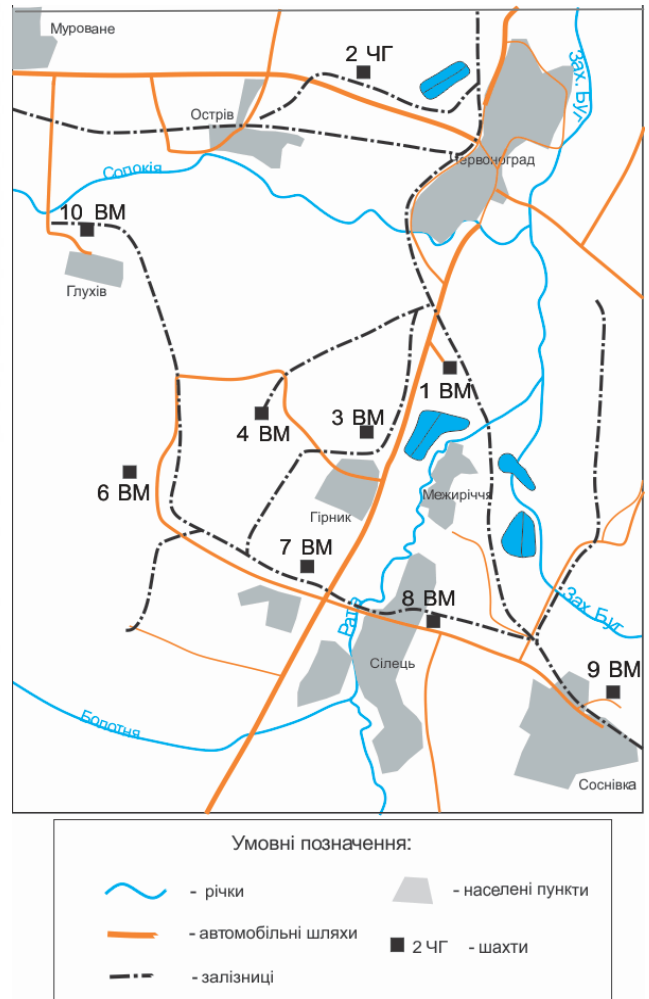 Муроване
2 ЧГ
Зах. Буг
Острів
Червоноград
Солокія
10 ВМ
Глухів
1 ВМ
4 ВМ
3 ВМ
6 ВМ
Межиріччя
Гірник
7 ВМ
8 ВМ
Зах. Буг
Рата
Сілець
9 ВМ
Болотня
Соснівка
Умовні позначення:
- річки
- населені пункти
- автомобільні шляхи
2 ЧГ - шахти
- залізниці